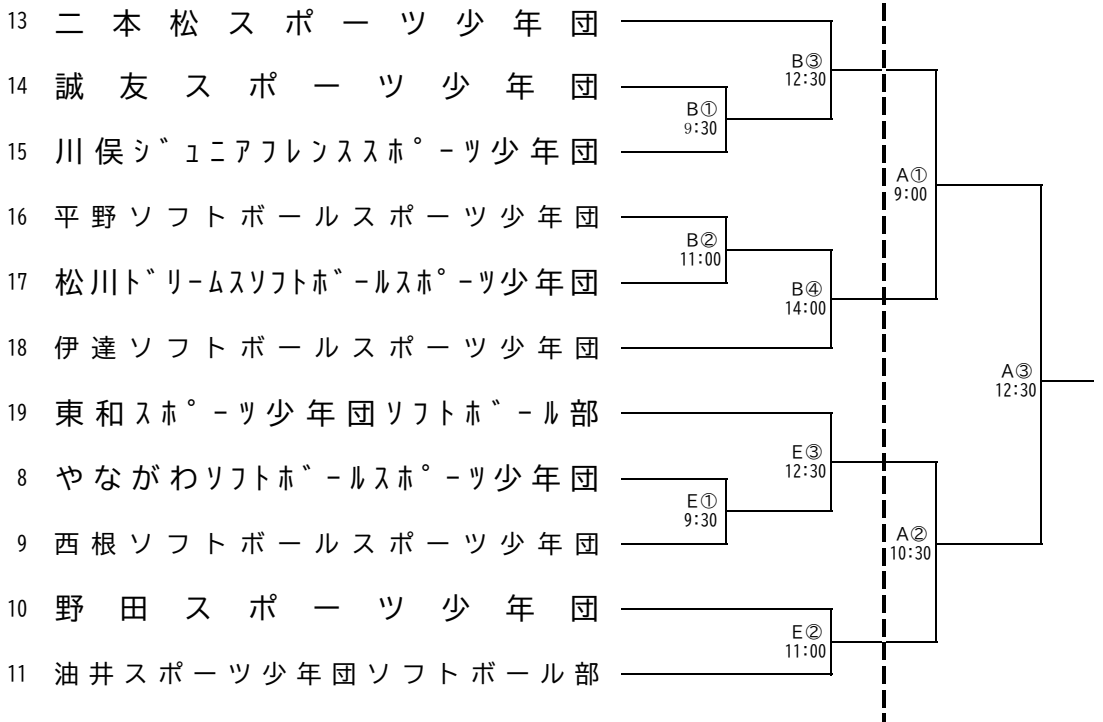 13 二本松スポーツ少年団
14 誠友スポーツ少年団
15 川俣ｼﾞｭﾆｱフレンススポーツ少年団
16 平野ソフトボールスポーツ少年団
17 松川ﾄﾞﾘｰﾑｽｿﾌﾄﾎﾞｰﾙｽﾎﾟｰﾂ少年団
18 伊達ソフトボールスポーツ少年団
19 東和ｽﾎﾟｰﾂ少年団ｿﾌﾄﾎﾞｰﾙ部
8 やながわｿﾌﾄﾎﾞｰﾙｽﾎﾟｰﾂ少年団
9 西根ソフトボールスポーツ少年団
10 野田スポーツ少年団
11 油井スポーツ少年団ソフトボール部
B①
9:30
B②
11:00
E①
9:30
B③
12:30
B④
14:00
E③
12:30
E②
11:00
A①
9:00
A②
10:30
A③
12:30